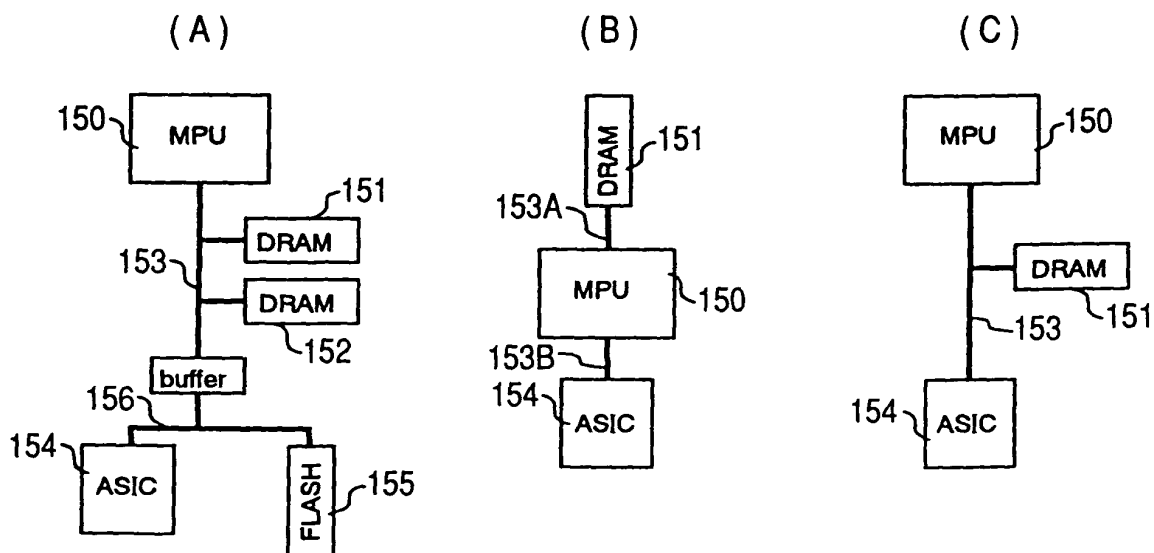 (A)
150
MPU
151
DRAM
153
DRAM
152
buffer
156
154
ASIC
FLASH
155
(B)
DRAM
151
153A
MPU
150
153B
154
ASIC
(C)
150
MPU
DRAM
151
153
154
ASIC